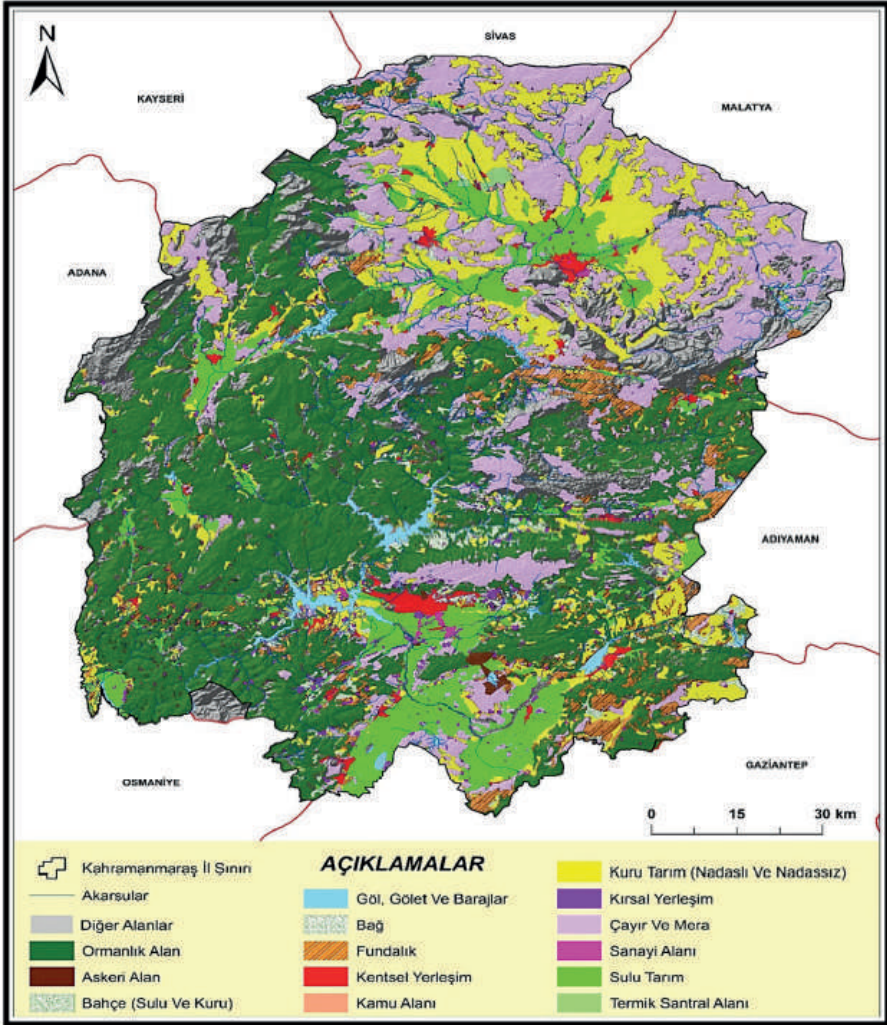 N
SİVAS
KAYSERİ
MALATYA
ADANA
ADIYAMAN
GAZİANTEP
OSMANİYE
0 15 30 km
AÇIKLAMALAR
Kahramanmaraş İl Sınırı
Akarsular
Diğer Alanlar
Ormanlık Alan
Askeri Alan
Bahçe (Sulu Ve Kuru)
Göl, Gölet Ve Barajlar
Bağ
Fundalık
Kentsel Yerleşim
Kamu Alanı
Kuru Tarım (Nadaslı Ve Nadassız)
Kırsal Yerleşim
Çayır Ve Mera
Sanayi Alanı
Sulu Tarım
Termik Santral Alanı